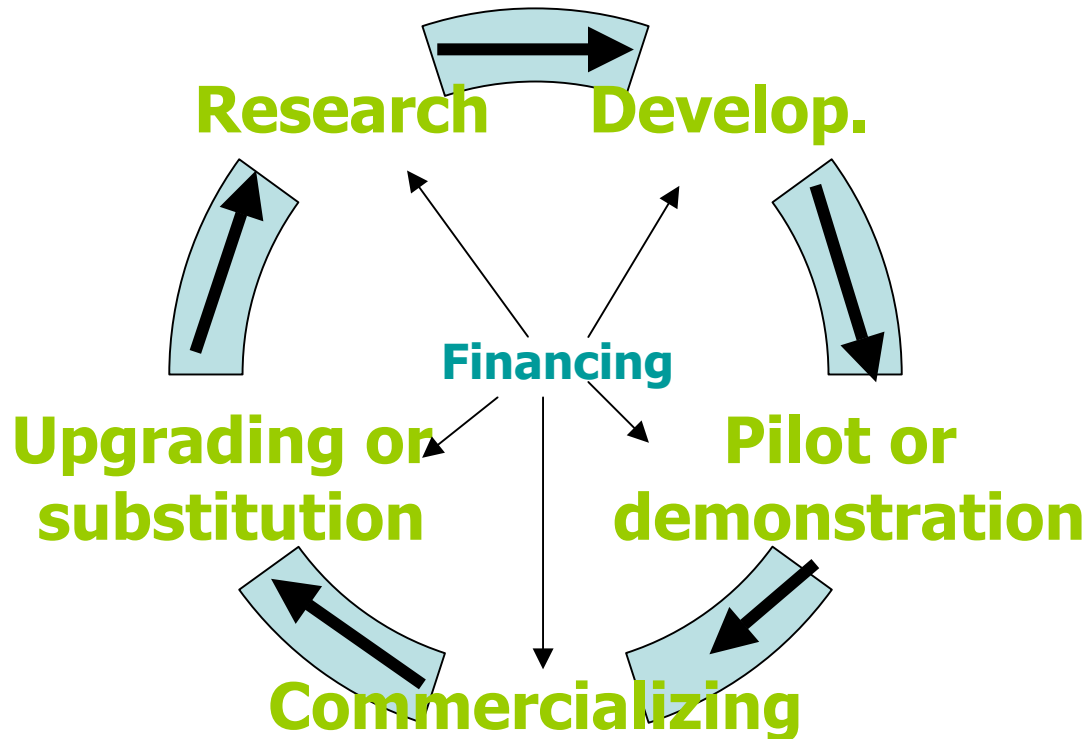 Research
Develop.
Financing
Upgrading or
substitution
Pilot or
demonstration
Commercializing